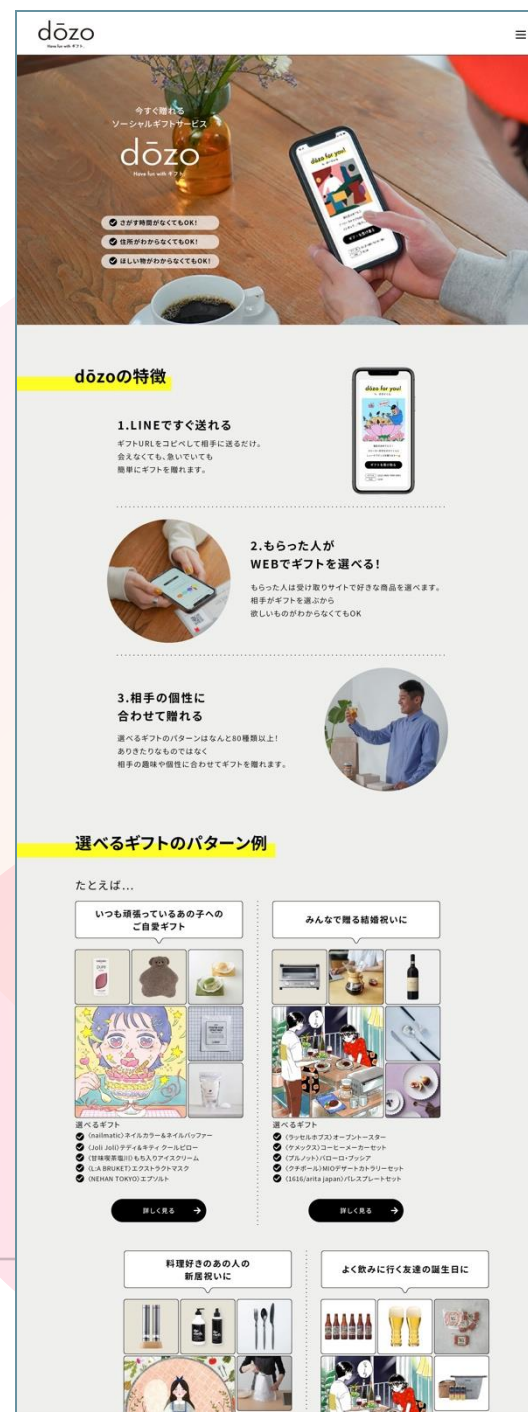 dōzo
Have fun with ギフト.
今すぐ贈れる
ソーシャルギフトサービス
dōzo
Have fun with ギフト.
さがす時間がなくてもOK!
住所がわからなくてもOK!
ほしい物がわからなくてもOK!
dōzo for you!
ギフトを受け取る
dōzoの特徴
1.LINEですぐ送れる
ギフトURLをコピペして相手に送るだけ。
会えなくても、急いでいても
簡単にギフトを贈れます。
dōzo for you!
ギフトを受け取る
2.もらった人が
WEBでギフトを選べる!
もらった人は受け取りサイトで好きな商品を選べます。
相手がギフトを選ぶから
欲しいものがわからなくてもOK
3.相手の個性に
合わせて贈れる
選べるギフトのパターンはなんと80種類以上!
ありきたりなものではなく
相手の趣味や個性に合わせてギフトを贈れます。
選べるギフトのパターン例
たとえば...
いつも頑張っているあの子への
ご自愛ギフト
選べるギフト
〈nailmatic〉ネイルカラー&ネイルバッファー
〈Joli Joli〉テディ&キティ クールピロー
〈甘味喫茶塩川〉もち入りアイスクリーム
〈L:A BRUKET〉エクストラクトマスク
〈NEHAN TOKYO〉エプソルト
詳しく見る
みんなで贈る結婚祝いに
選べるギフト
〈ラッセルホブス〉オーブントースター
〈ケメックス〉コーヒーメーカーセット
〈プルノット〉バローロ・ブッシア
〈クチポール〉MIOデザートカトラリーセット
〈1616/arita japan〉パレスプレートセット
詳しく見る
料理好きのあの人の
新居祝いに
よく飲みに行く友達の誕生日に